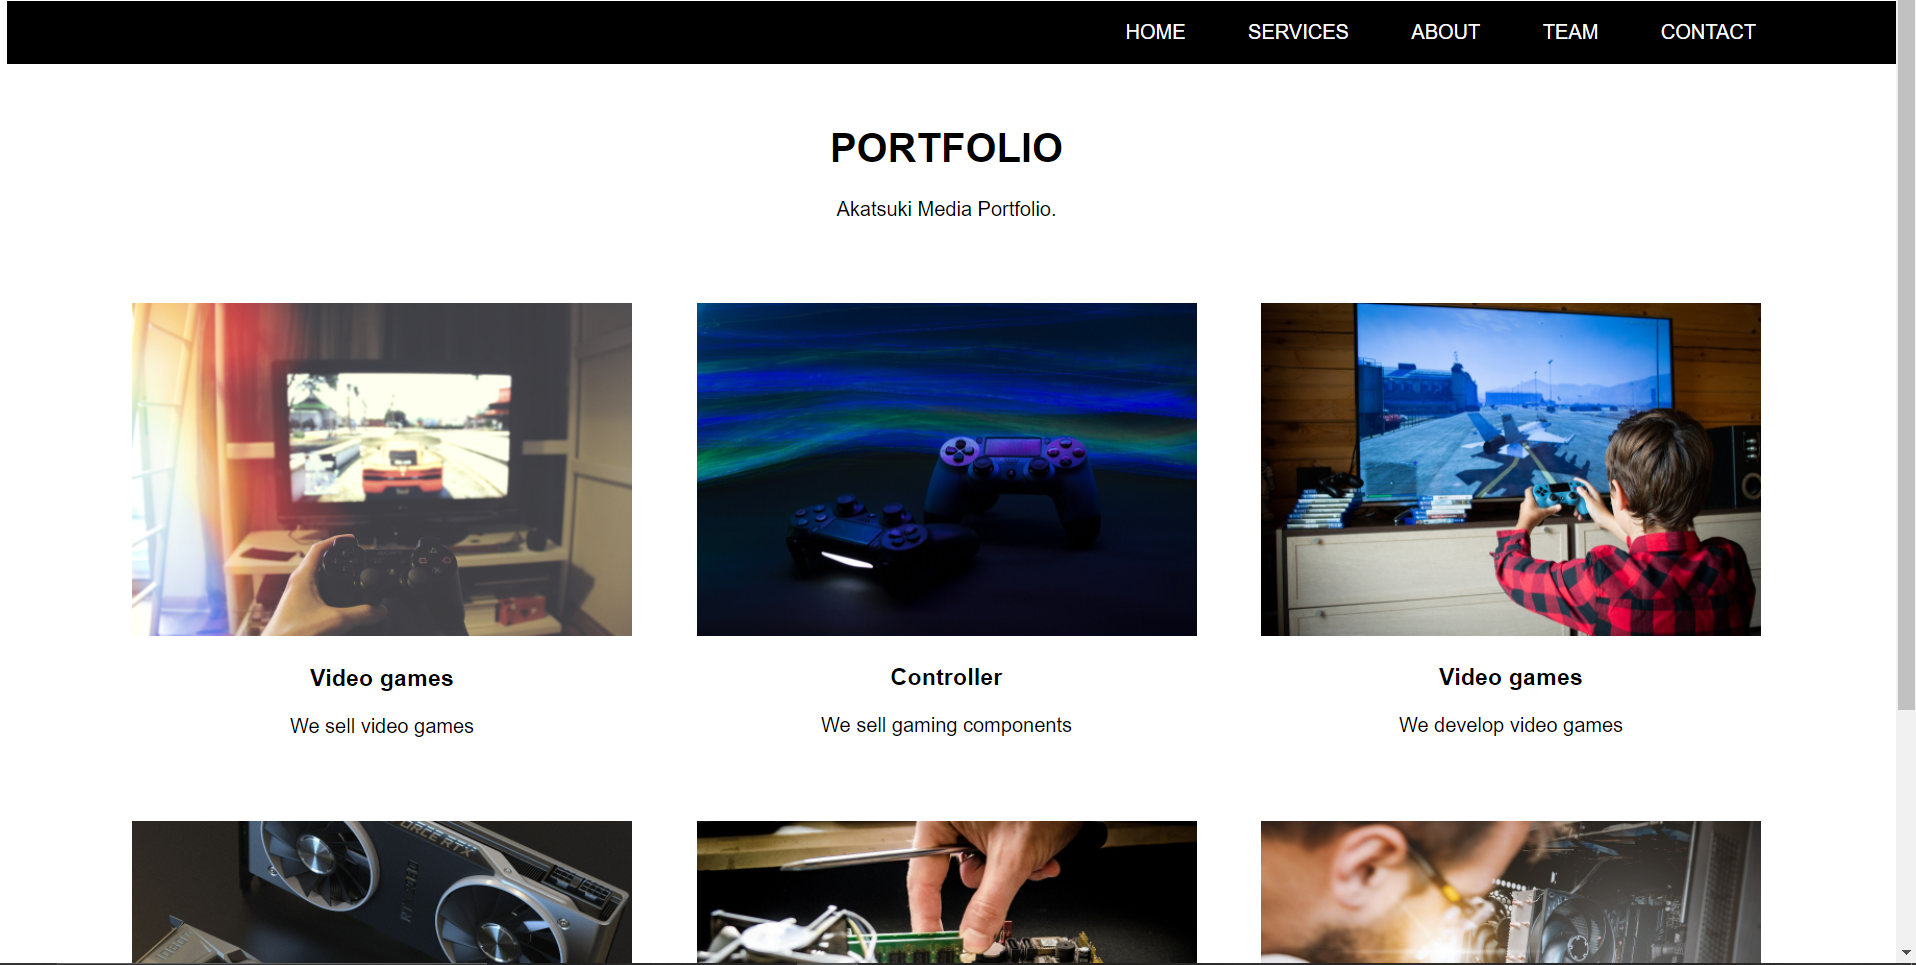 HOME SERVICES ABOUT TEAM CONTACT
PORTFOLIO
Akatsuki Media Portfolio.
Video games
Controller
Video games
We sell video games
We sell gaming components
We develop video games
RTX